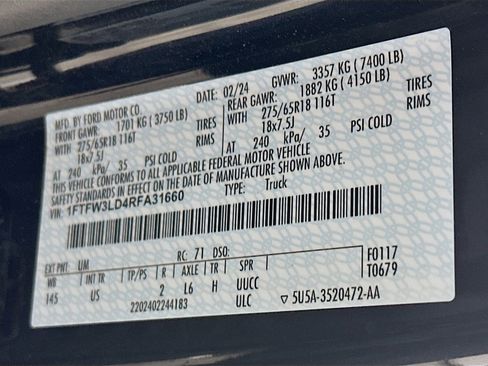 MFD. BY FORD MOTOR CO. DATE: 02/24 GVWR: 3357 KG ( 7400 LB)
FRONT GAWR: 1701 KG ( 3750 LB) REAR GAWR: 1882 KG ( 4150 LB)
WITH 275/65R18 116T TIRES WITH 275/65R18 116T TIRES
18x7.5J RIMS 18x7.5J RIMS
AT 240 kPa/ 35 PSI COLD AT 240 kPa/ 35 PSI COLD
THIS VEHICLE CONFORMS TO ALL APPLICABLE FEDERAL MOTOR VEHICLE
SAFETY STANDARDS IN EFFECT ON THE DATE OF MANUFACTURE SHOWN ABOVE.
VIN: 1FTFW3LD4RFA31660 TYPE: Truck
EXT PNT: UM RC: 71 DSO: F0117
WB INT TR TP/PS R AXLE TR SPR T0679
145 US 2 L6 H UUCC
2202402244183 ULC ▽ 5U5A-3520472-AA